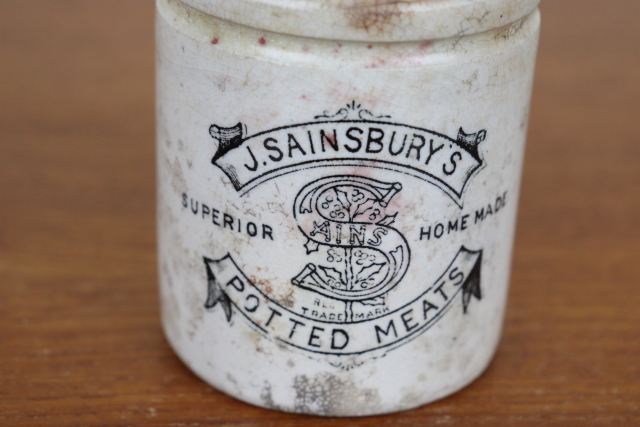 J. SAINSBURY'S
SUPERIOR
SAINS
HOME MADE
REG
TRADE MARK
POTTED MEATS